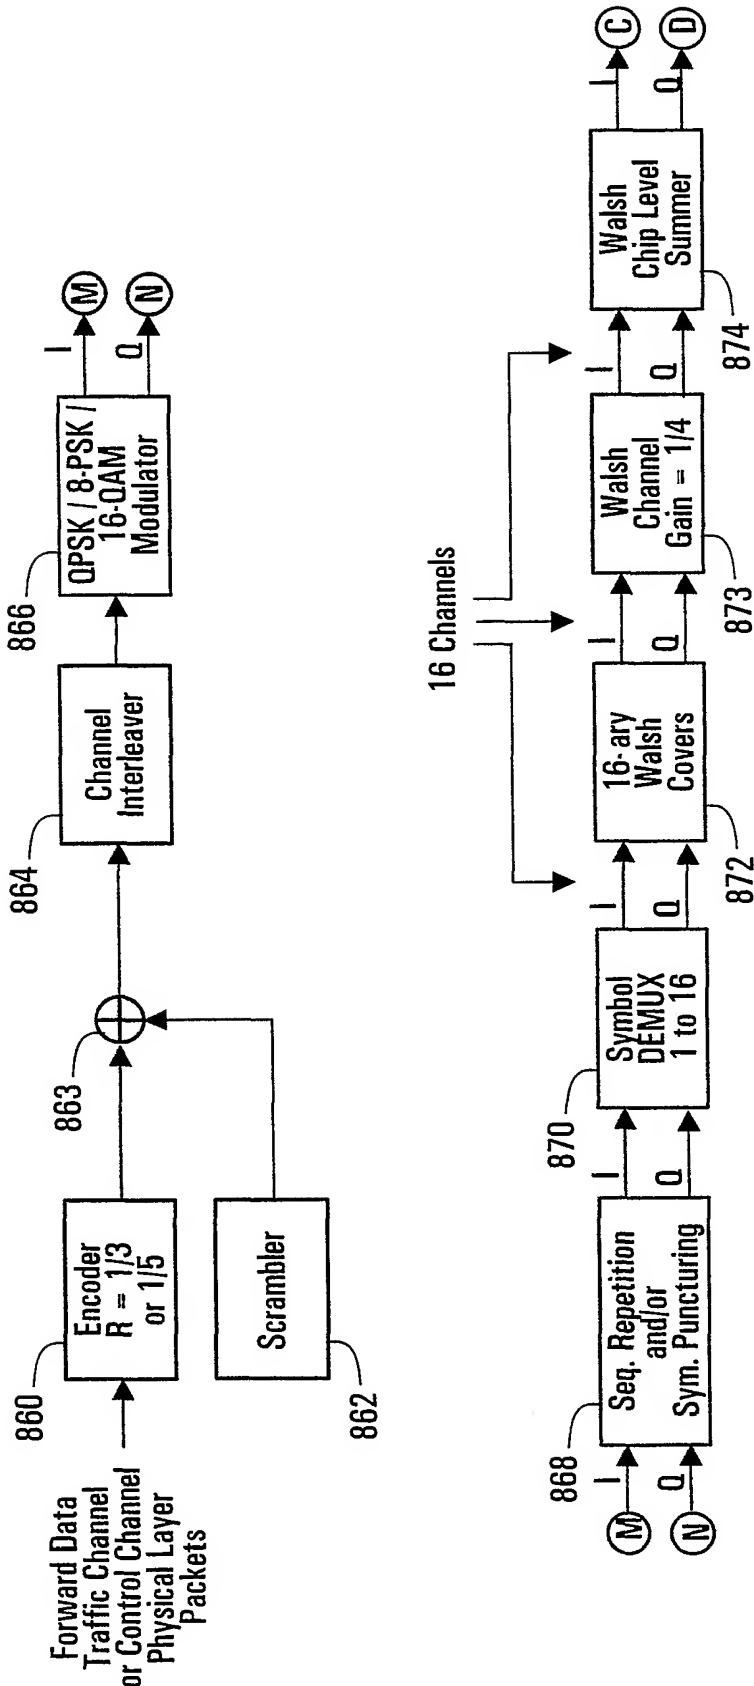 Forward Data
Traffic Channel
or Control Channel
Physical Layer
Packets
860
Encoder
R = 1/3
or 1/5
862
Scrambler
863
864
Channel
Interleaver
866
QPSK / 8-PSK /
16-QAM
Modulator
I
Q
M
N
M
N
I
Q
868
Seq. Repetition
and/or
Sym. Puncturing
I
Q
870
Symbol
DEMUX
1 to 16
I
Q
16 Channels
872
16-ary
Walsh
Covers
I
Q
873
Walsh
Channel
Gain = 1/4
I
Q
874
Walsh
Chip Level
Summer
I
Q
C
D